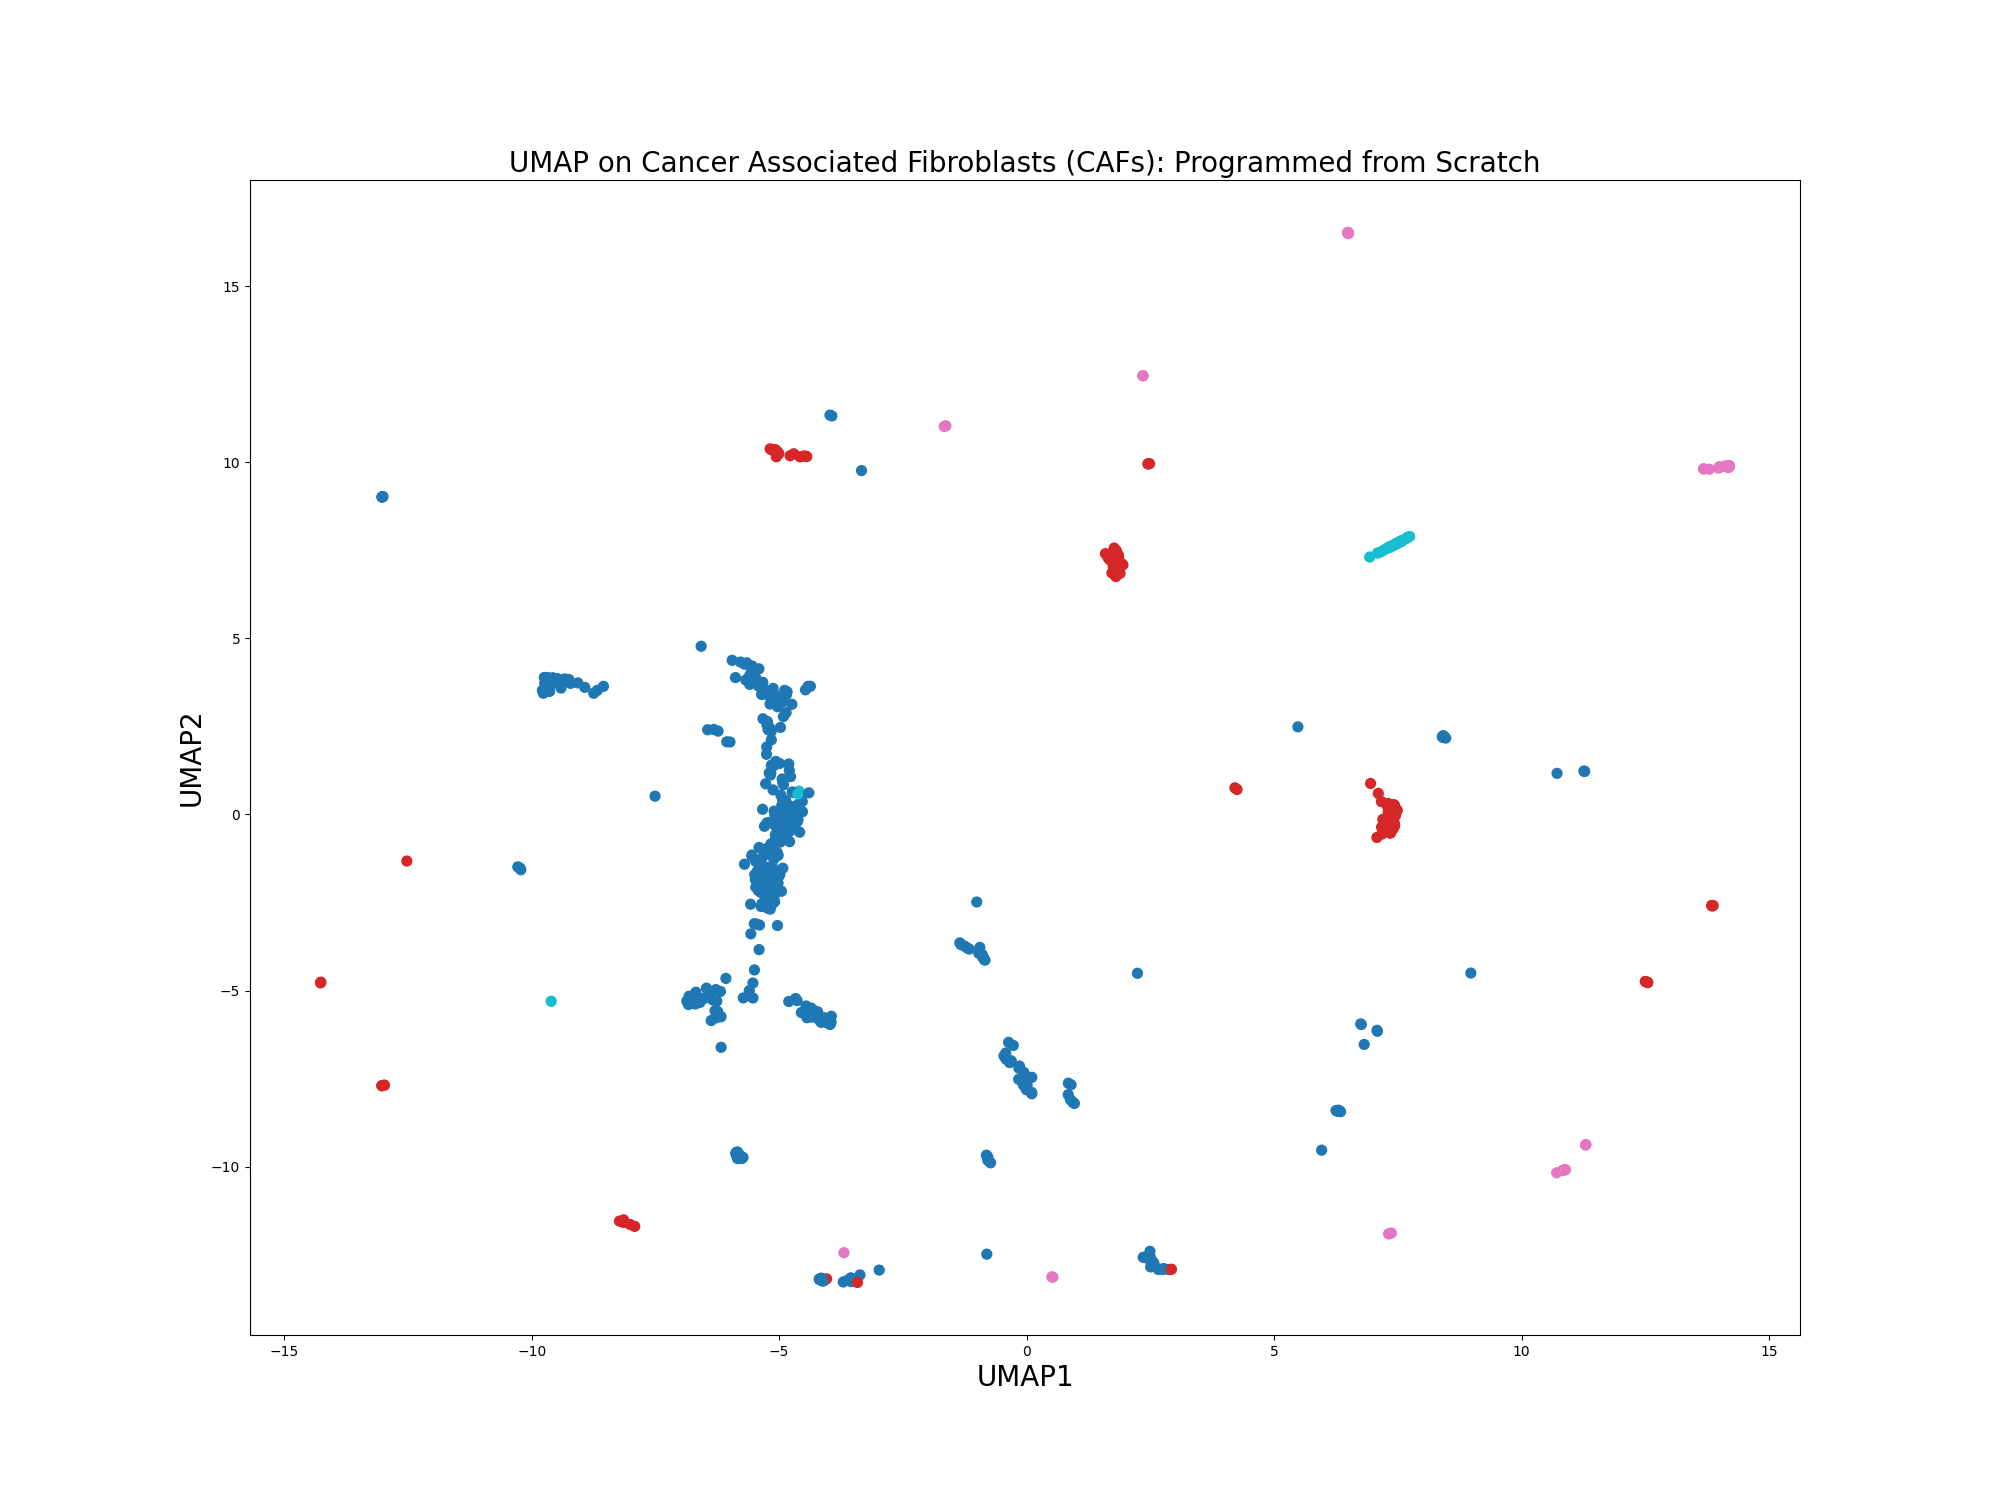 UMAP on Cancer Associated Fibroblasts (CAFs): Programmed from Scratch
15
10
5
0
−5
−10
UMAP2
−15 −10 −5 0 5 10 15
UMAP1